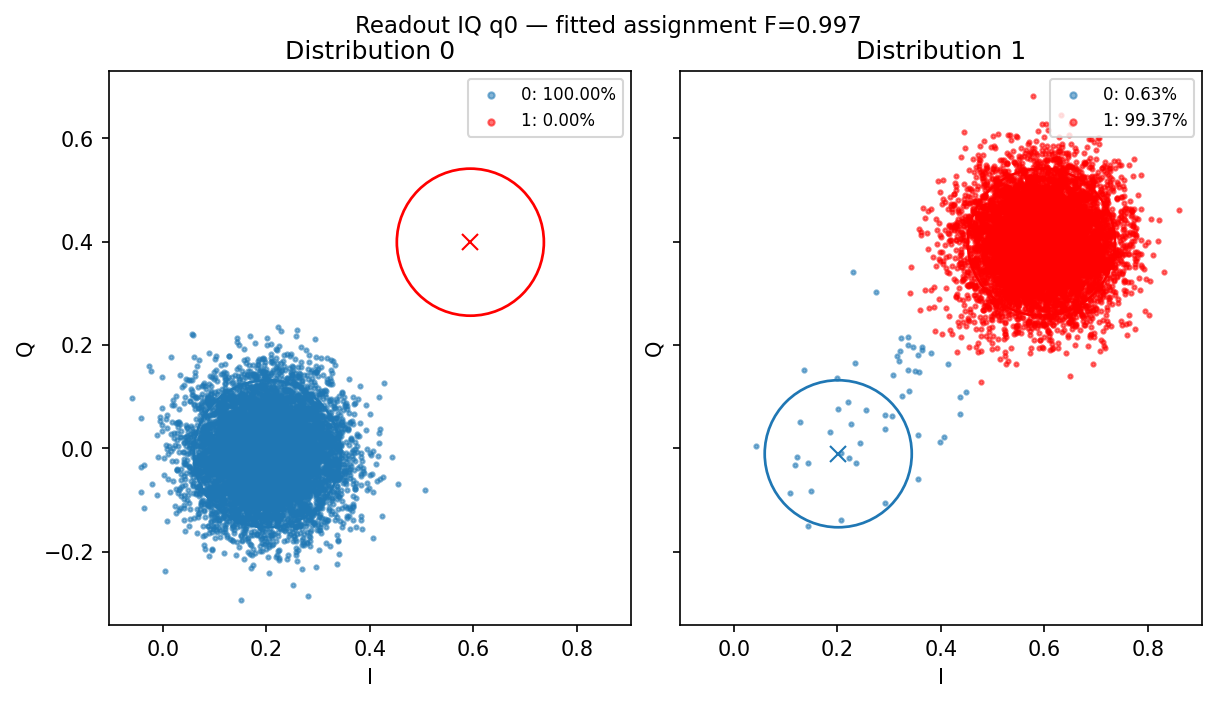 Readout IQ q0 — fitted assignment F=0.997
Distribution 0
Distribution 1
0: 100.00%
1: 0.00%
0: 0.63%
1: 99.37%
Q
0.6
0.4
0.2
0.0
−0.2
0.0
0.2
0.4
0.6
0.8
I
Q
0.0
0.2
0.4
0.6
0.8
I